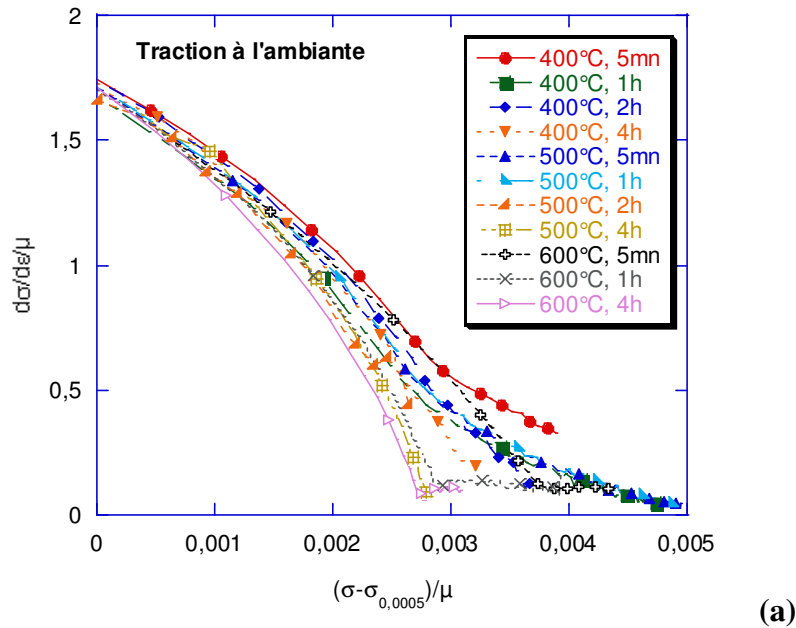 2
Traction à l'ambiante
400°C, 5mn
400°C, 1h
400°C, 2h
400°C, 4h
500°C, 5mn
500°C, 1h
500°C, 2h
500°C, 4h
600°C, 5mn
600°C, 1h
600°C, 4h
1.5
1
0,5
0
dσ/dε/μ
0 0,001 0,002 0,003 0,004 0,005
(σ-σ0,0005)/μ
(a)